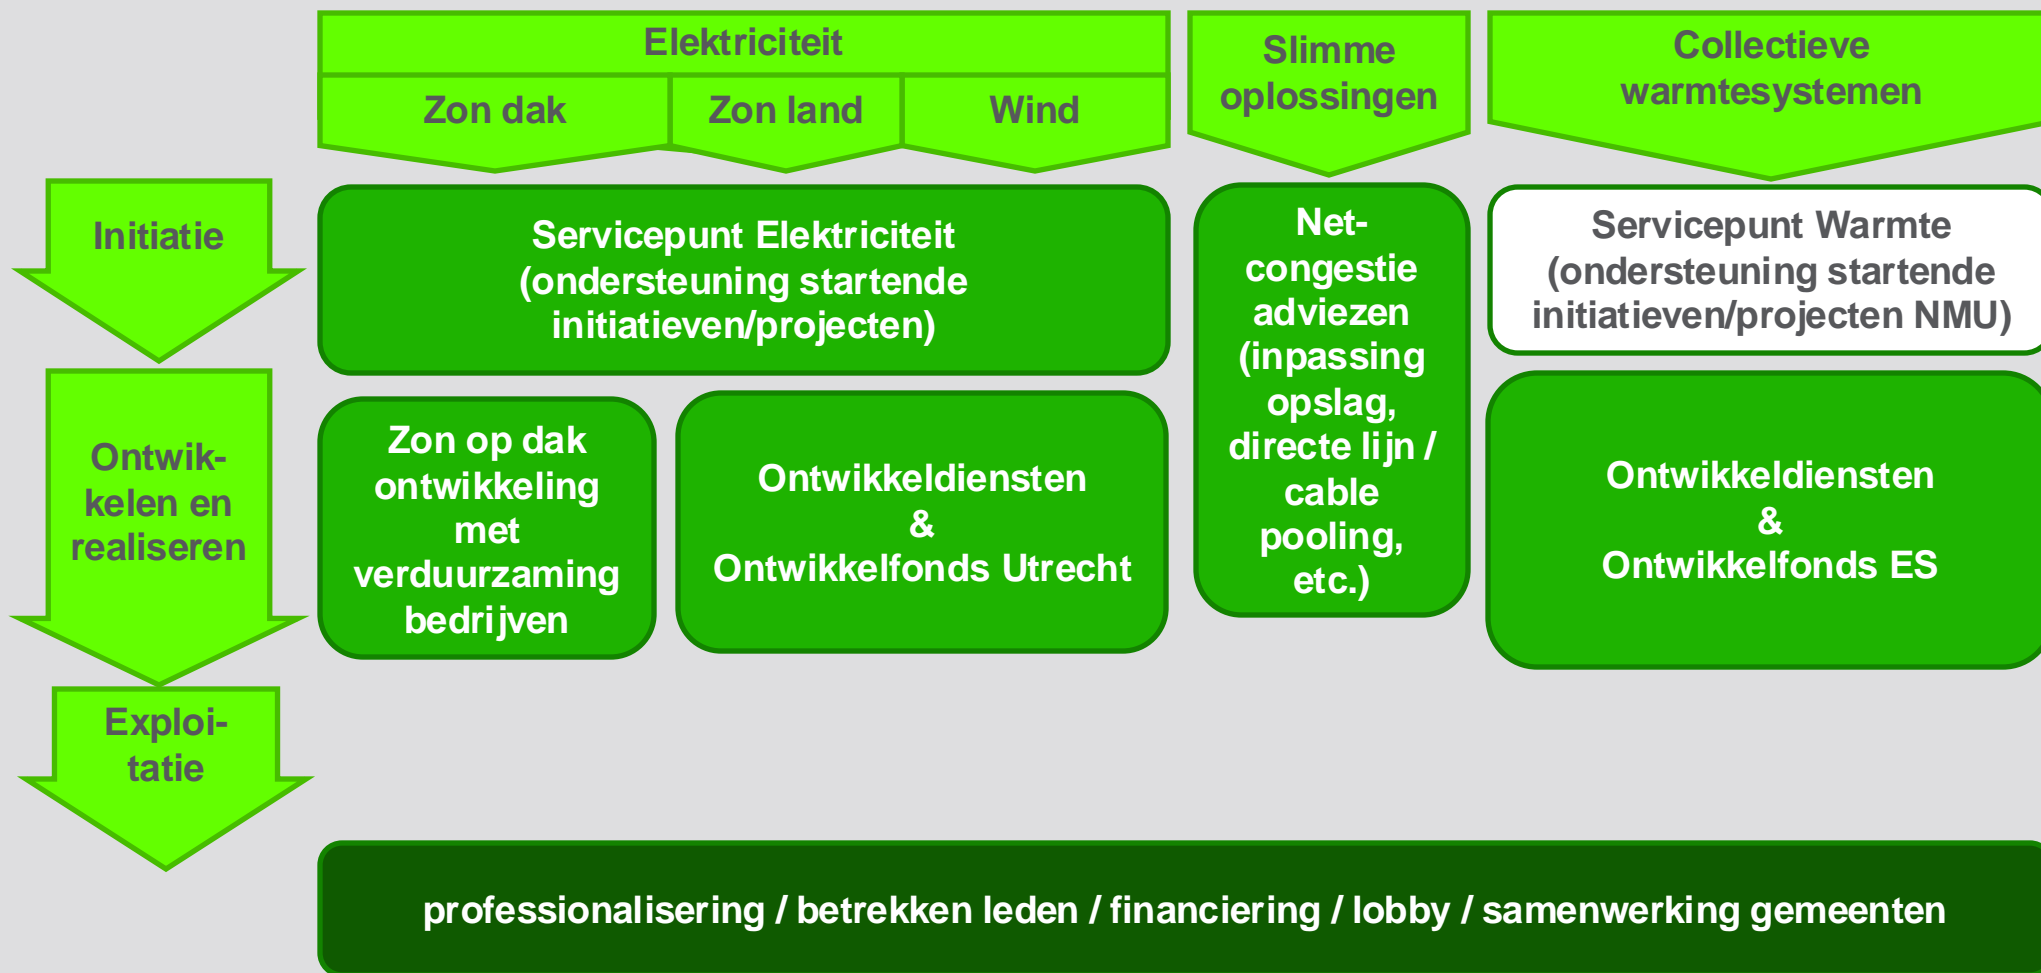 Elektriciteit
Zon dak
Zon land
Wind
Slimme
oplossingen
Collectieve
warmtesystemen
Initiatie
Servicepunt Elektriciteit
(ondersteuning startende
initiatieven/projecten)
Net-
congestie
adviezen
(inpassing
opslag,
directe lijn /
cable
pooling,
etc.)
Servicepunt Warmte
(ondersteuning startende
initiatieven/projecten NMU)
Ontwik-
kelen en
realiseren
Zon op dak
ontwikkeling
met
verduurzaming
bedrijven
Ontwikkeldiensten
&
Ontwikkelfonds Utrecht
Ontwikkeldiensten
&
Ontwikkelfonds ES
Exploi-
tatie
professionalisering / betrekken leden / financiering / lobby / samenwerking gemeenten